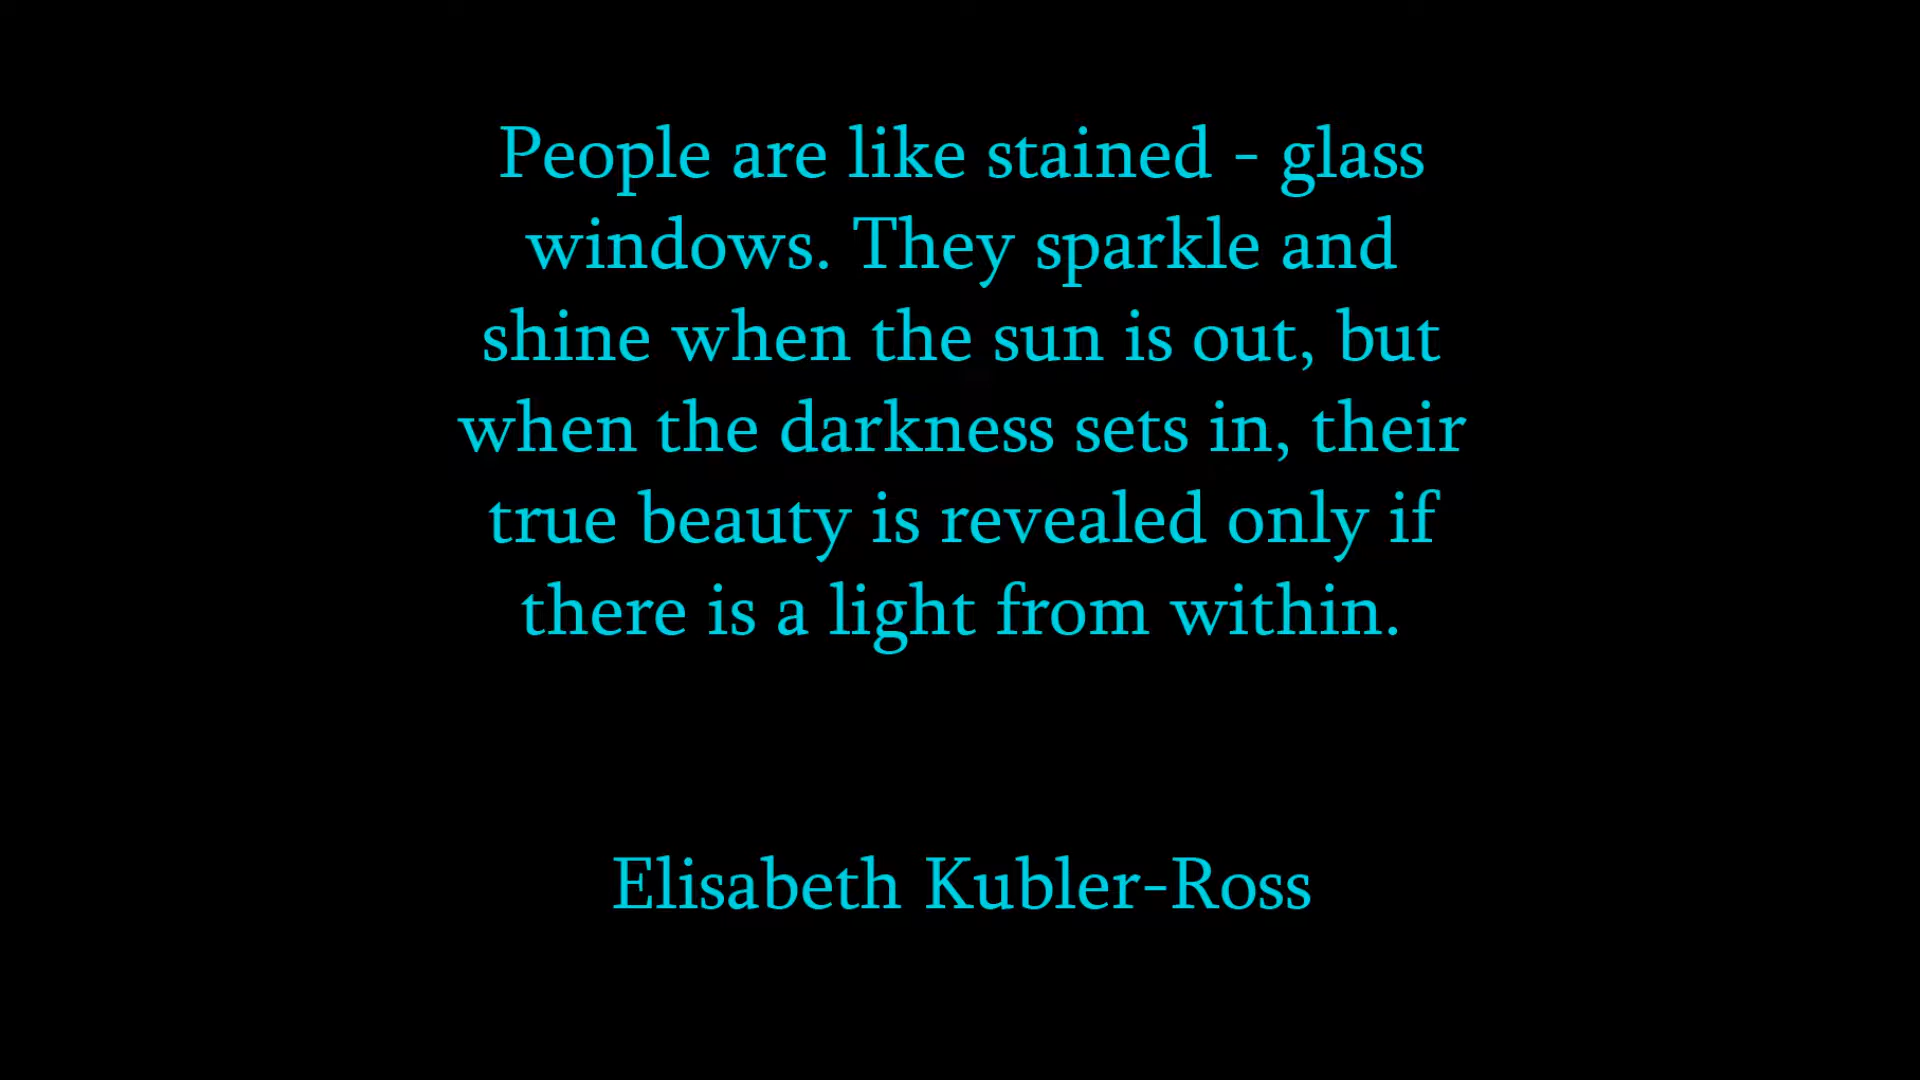 People are like stained - glass
windows. They sparkle and
shine when the sun is out, but
when the darkness sets in, their
true beauty is revealed only if
there is a light from within.
Elisabeth Kubler-Ross